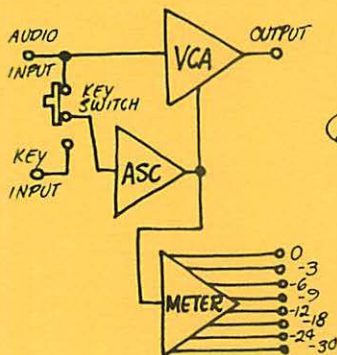 AUDIO
INPUT
VCA
OUTPUT
KEY
SWITCH
KEY
INPUT
ASC
METER
0
-3
-6
-9
-12
-18
-24
-30